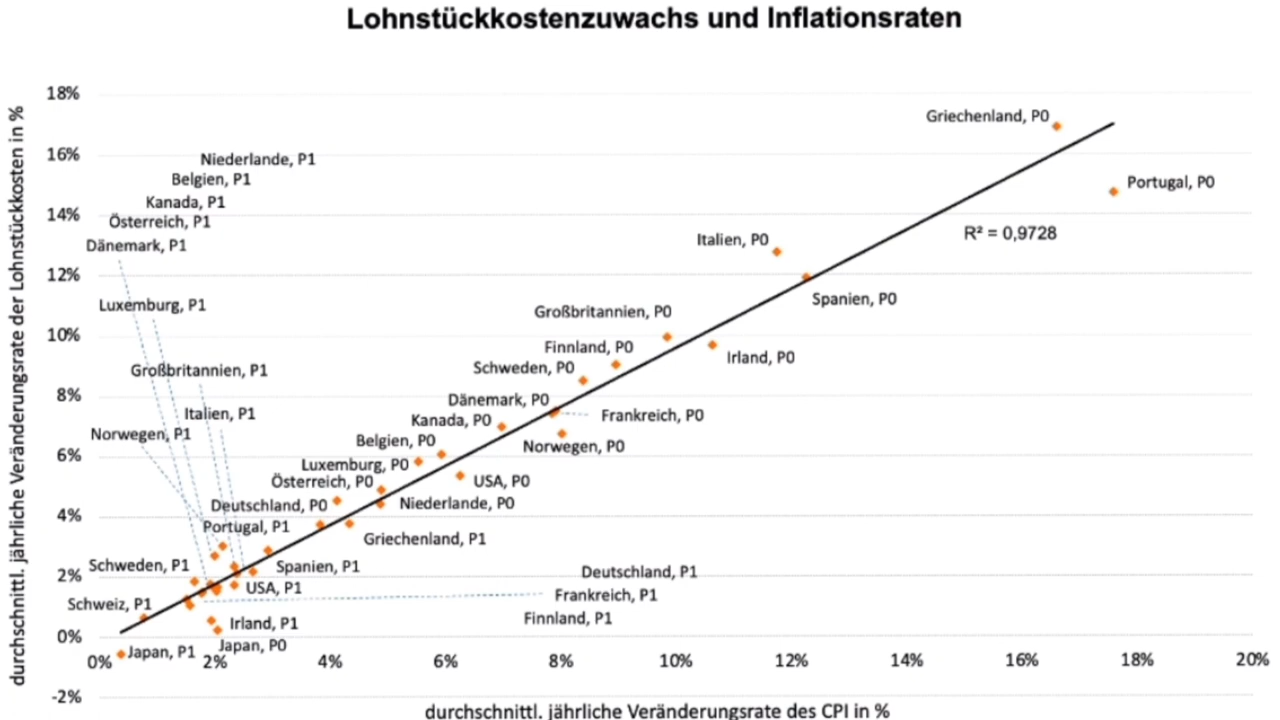 Lohnstückkostenzuwachs und Inflationsraten
durchschnittl. jährliche Veränderungsrate der Lohnstückkosten in %
18%
16%
14%
12%
10%
8%
6%
4%
2%
0%
-2%
Griechenland, P0
Niederlande, P1
Belgien, P1
Portugal, P0
Kanada, P1
Österreich, P1
R² = 0,9728
Italien, P0
Dänemark, P1
Spanien, P0
Luxemburg, P1
Großbritannien, P0
Finnland, P0
Irland, P0
Schweden, P0
Großbritannien, P1
Dänemark, P0
Italien, P1
Frankreich, P0
Kanada, P0
Norwegen, P1
Belgien, P0
Norwegen, P0
Luxemburg, P0
Österreich, P0
USA, P0
Deutschland, P0
Niederlande, P0
Portugal, P1
Griechenland, P1
Schweden, P1
Spanien, P1
Deutschland, P1
USA, P1
Frankreich, P1
Schweiz, P1
Finnland, P1
Irland, P1
Japan, P0
Japan, P1
0%
2%
4%
6%
8%
10%
12%
14%
16%
18%
20%
durchschnittl. jährliche Veränderungsrate des CPI in %